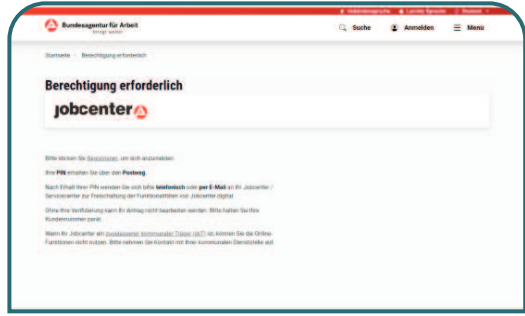 Gebärdensprache Leichte Sprache Deutsch
Bundesagentur für Arbeit
bringt weiter
Suche Anmelden Menü
Startseite Berechtigung erforderlich
Berechtigung erforderlich
jobcenter
Bitte klicken Sie Registrieren, um sich anzumelden.
Ihre PIN erhalten Sie über den Postweg.
Nach Erhalt Ihrer PIN wenden Sie sich bitte telefonisch oder per E-Mail an Ihr Jobcenter /
Servicecenter zur Freischaltung der Funktionalitäten von Jobcenter digital.
Ohne Ihre Verifizierung kann Ihr Antrag nicht bearbeitet werden. Bitte halten Sie Ihre
Kundennummer parat.
Wenn Ihr Jobcenter ein zugelassener kommunaler Träger (zkT) ist, können Sie die Online-
Funktionen nicht nutzen. Bitte nehmen Sie Kontakt mit Ihrer kommunalen Dienststelle auf.